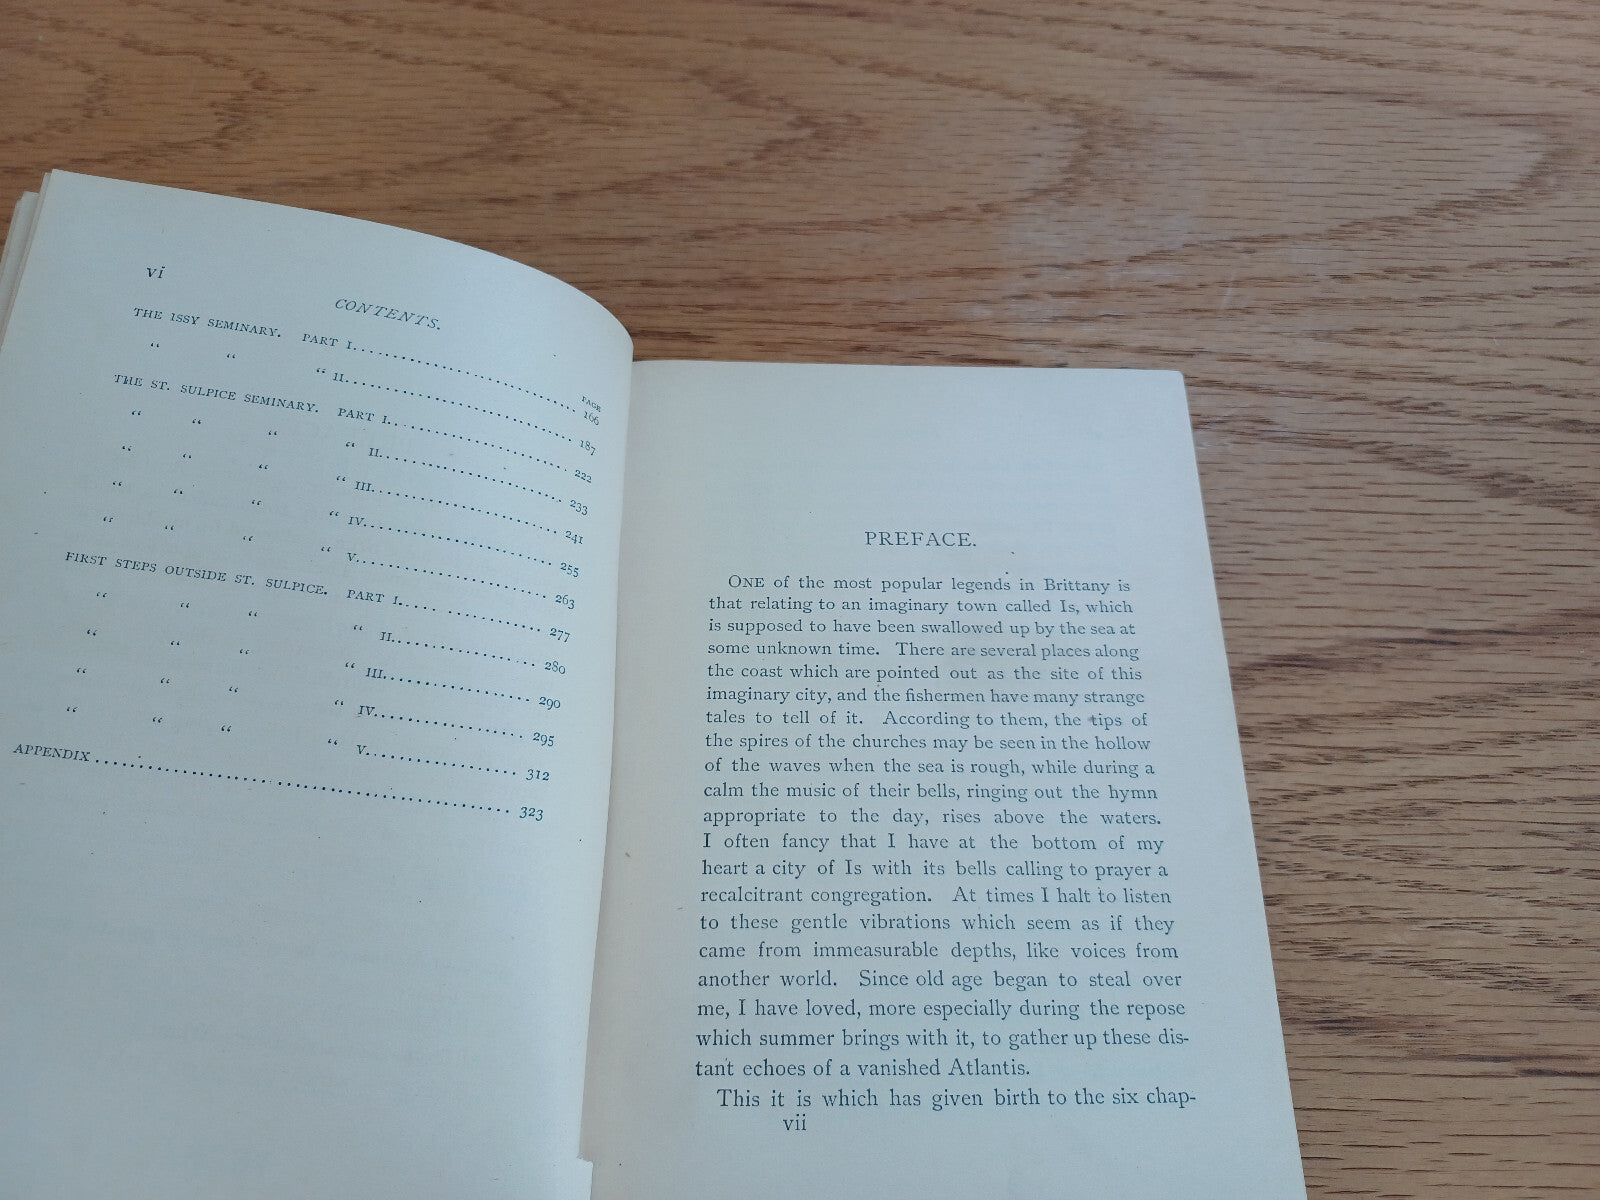 vi
CONTENTS.
PAGE
THE ISSY SEMINARY. PART I. 166
“ “ “ II. 187
THE ST. SULPICE SEMINARY. PART I. 222
“ “ “ “ II. 233
“ “ “ “ III. 241
“ “ “ “ IV. 255
“ “ “ “ V. 263
FIRST STEPS OUTSIDE ST. SULPICE. PART I. 277
“ “ “ “ II. 280
“ “ “ “ III. 290
“ “ “ “ IV. 295
“ “ “ “ V. 312
APPENDIX 323
PREFACE.
ONE of the most popular legends in Brittany is
that relating to an imaginary town called Is, which
is supposed to have been swallowed up by the sea at
some unknown time. There are several places along
the coast which are pointed out as the site of this
imaginary city, and the fishermen have many strange
tales to tell of it. According to them, the tips of
the spires of the churches may be seen in the hollow
of the waves when the sea is rough, while during a
calm the music of their bells, ringing out the hymn
appropriate to the day, rises above the waters.
I often fancy that I have at the bottom of my
heart a city of Is with its bells calling to prayer a
recalcitrant congregation. At times I halt to listen
to these gentle vibrations which seem as if they
came from immeasurable depths, like voices from
another world. Since old age began to steal over
me, I have loved, more especially during the repose
which summer brings with it, to gather up these dis-
tant echoes of a vanished Atlantis.
This it is which has given birth to the six chap-
vii